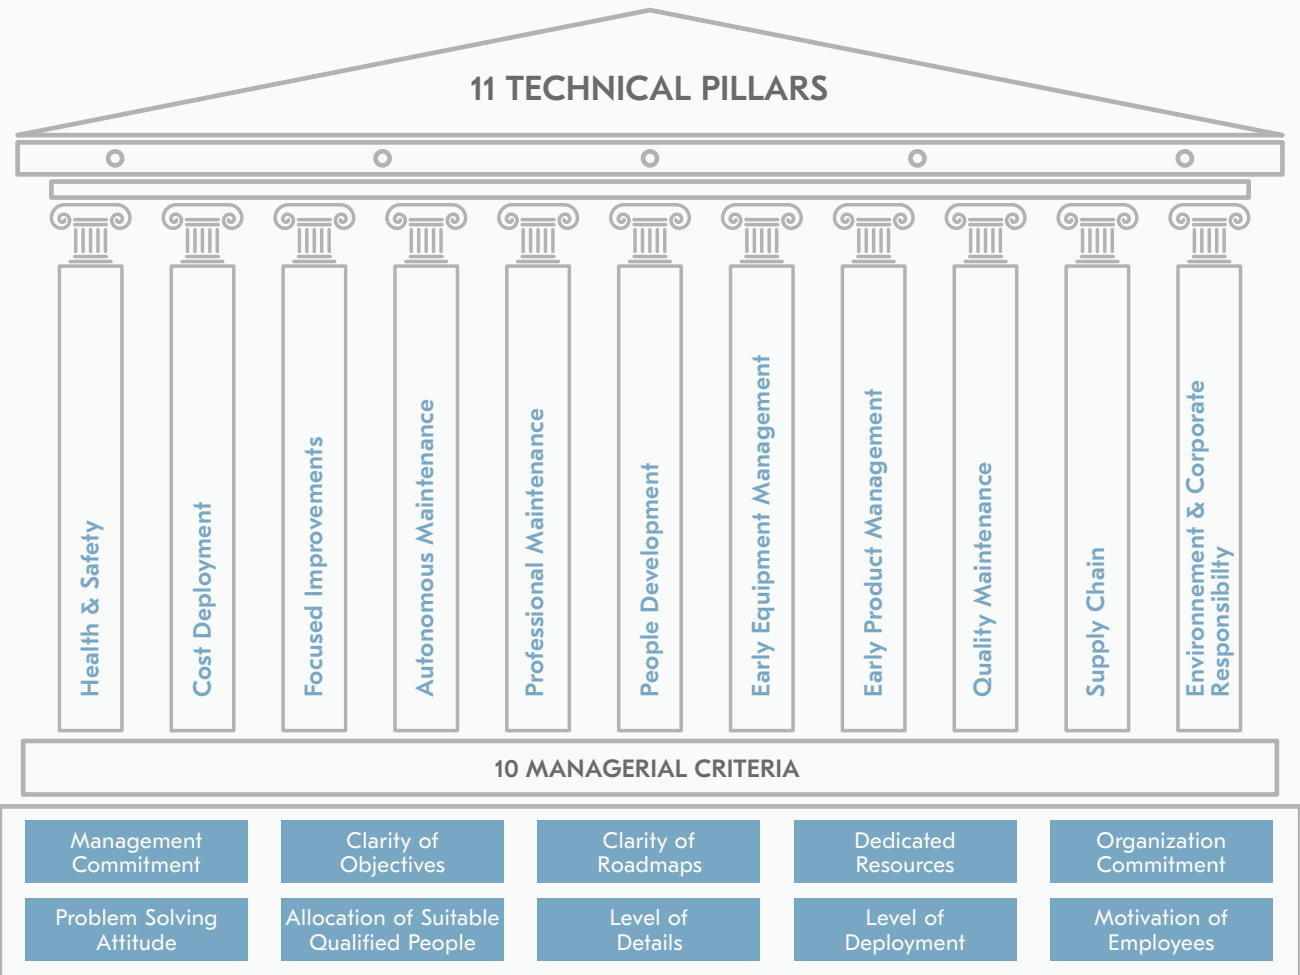 11 TECHNICAL PILLARS
Health & Safety
Cost Deployment
Focused Improvements
Autonomous Maintenance
Professional Maintenance
People Development
Early Equipment Management
Early Product Management
Quality Maintenance
Supply Chain
Environnement & Corporate
Responsibilty
10 MANAGERIAL CRITERIA
Management
Commitment
Clarity of
Objectives
Clarity of
Roadmaps
Dedicated
Resources
Organization
Commitment
Problem Solving
Attitude
Allocation of Suitable
Qualified People
Level of
Details
Level of
Deployment
Motivation of
Employees